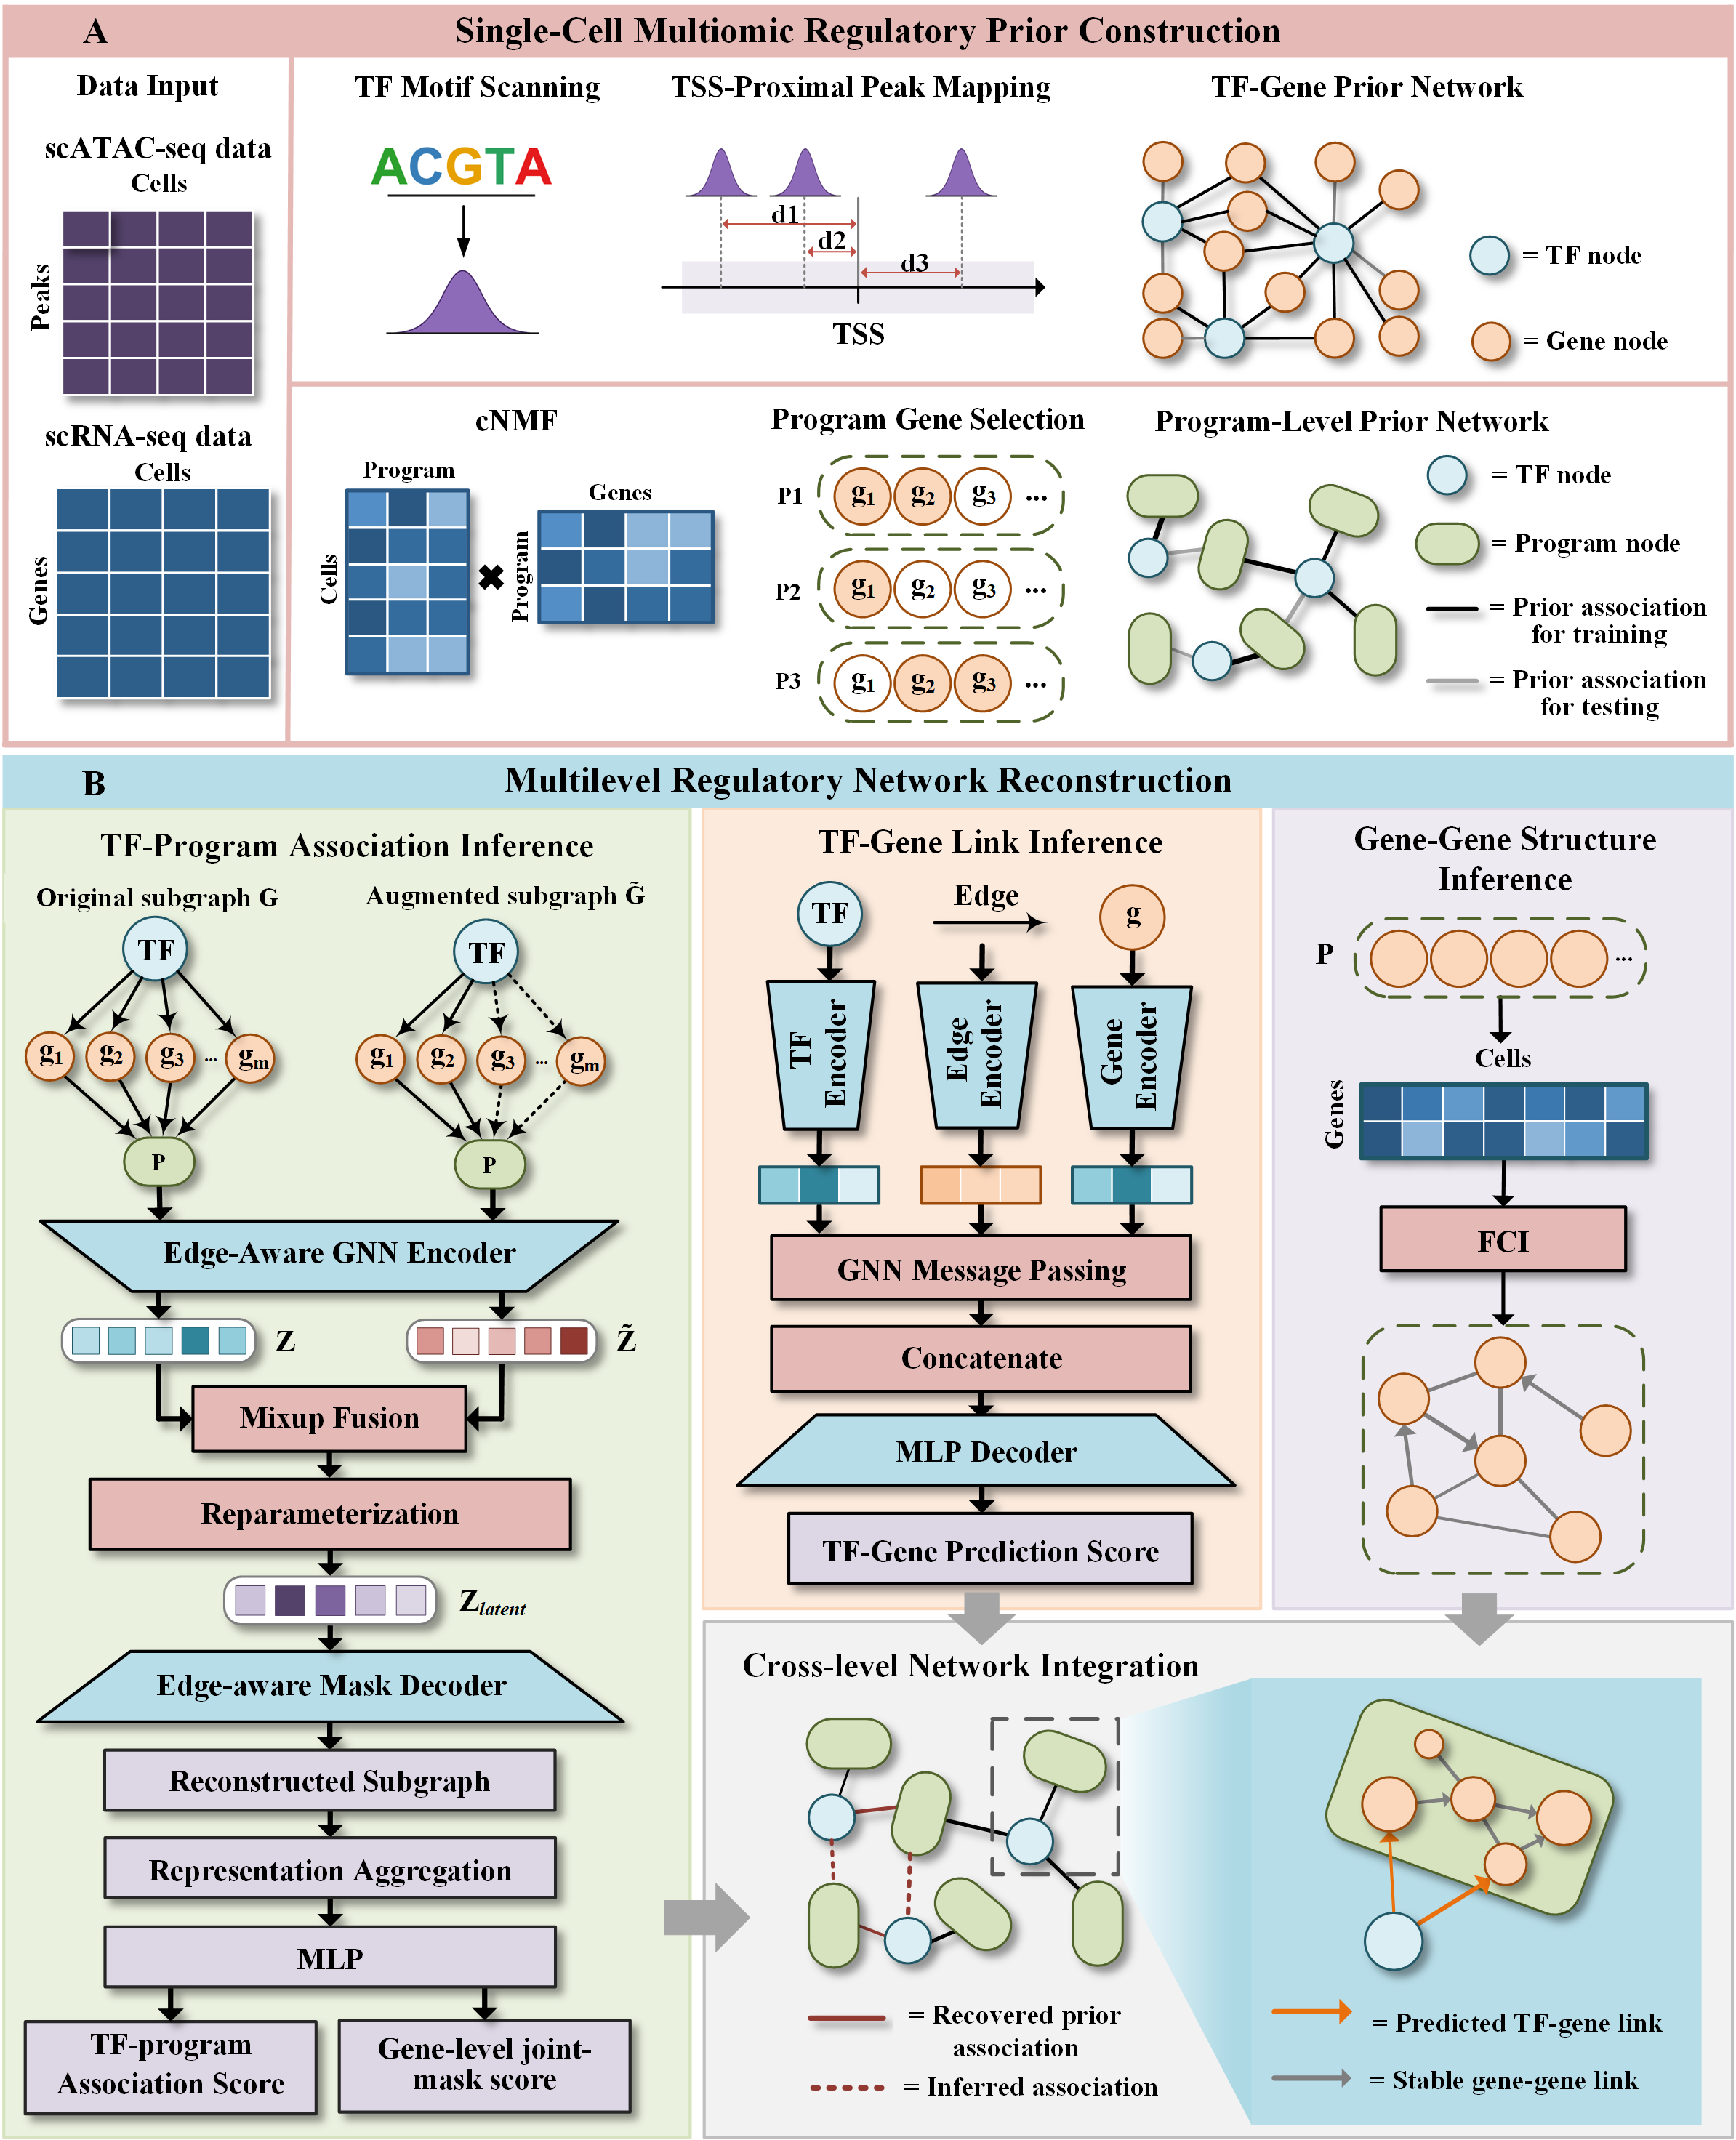 A
Single-Cell Multiomic Regulatory Prior Construction
Data Input
scATAC-seq data
Cells
Peaks
scRNA-seq data
Cells
Genes
TF Motif Scanning
ACGTA
TSS-Proximal Peak Mapping
d1
d2
d3
TSS
TF-Gene Prior Network
= TF node
= Gene node
cNMF
Program
Cells
Genes
Program
Program Gene Selection
P1
g1 g2 g3 ...
P2
g1 g2 g3 ...
P3
g1 g2 g3 ...
Program-Level Prior Network
= TF node
= Program node
= Prior association
for training
= Prior association
for testing
B
Multilevel Regulatory Network Reconstruction
TF-Program Association Inference
Original subgraph G
TF
g1 g2 g3 ... gm
P
Augmented subgraph G̃
TF
g1 g2 g3 ... gm
P
Edge-Aware GNN Encoder
Z
Z̃
Mixup Fusion
Reparameterization
Zlatent
Edge-aware Mask Decoder
Reconstructed Subgraph
Representation Aggregation
MLP
TF-program
Association Score
Gene-level joint-
mask score
TF-Gene Link Inference
TF
Edge
g
TF
Encoder
Edge
Encoder
Gene
Encoder
GNN Message Passing
Concatenate
MLP Decoder
TF-Gene Prediction Score
Gene-Gene Structure
Inference
P
...
Cells
Genes
FCI
Cross-level Network Integration
= Recovered prior
association
= Inferred association
= Predicted TF-gene link
= Stable gene-gene link